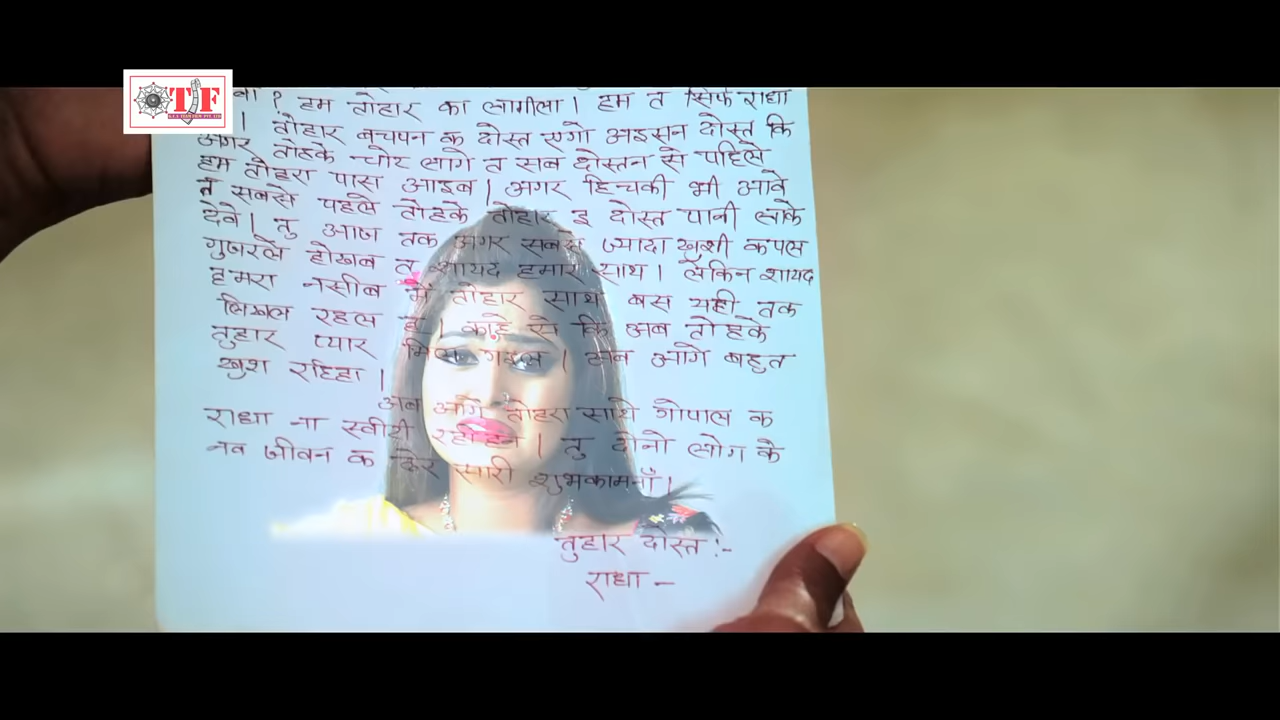 TJF
? हम तोहार का लागीला। हम त सिर्फ राधा
। तोहार बचपन क दोस्त एगो अइसन दोस्त कि
अगर तोहके चोट लागे त सब दोस्तन से पहिले
हम तोहरा पास आइब। अगर हिचकी भी आवे
त सबसे पहले तोहके तोहार इ दोस्त पानी लाके
देवे। तु आज तक अगर सबसे ज्यादा खुशी क पल
गुजरले होखब त शायद हमार साथ। लेकिन शायद
हमरा नसीब में तोहार साथ बस यही तक
लिखल रहल ह। काहे से कि अब तोहके
तुहार प्यार मिल गइल। अब आगे बहुत
खुश रहिहा।
अब आगे तोहरा साथे गोपाल क
राधा ना स्वीटी। तु दोनो लोग के
नव जीवन क ढेर सारी शुभकामनाँ।
तुहार दोस्त :-
राधा -